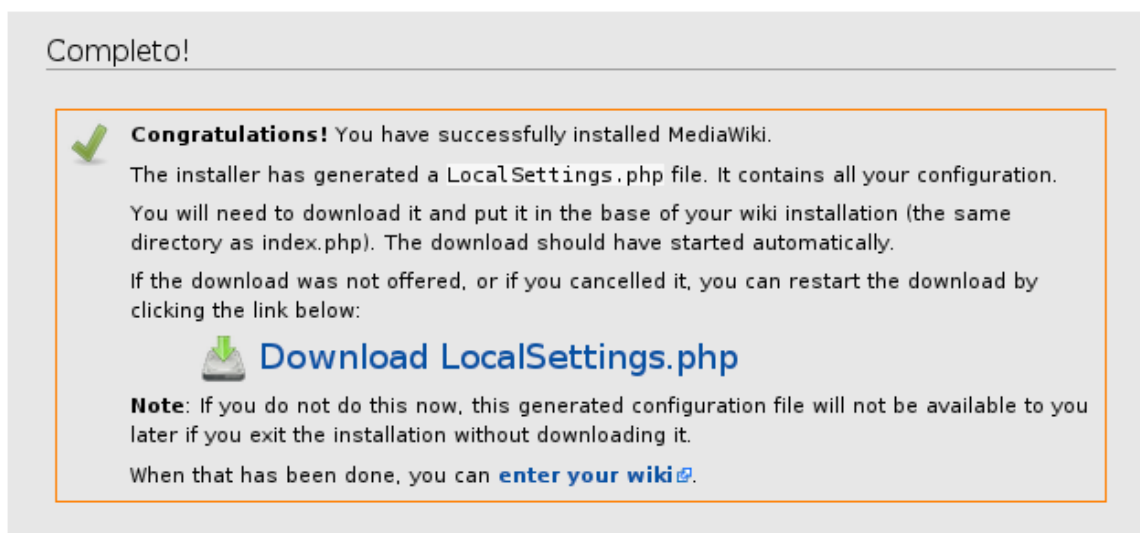 Completo!
Congratulations! You have successfully installed MediaWiki.
The installer has generated a LocalSettings.php file. It contains all your configuration.
You will need to download it and put it in the base of your wiki installation (the same
directory as index.php). The download should have started automatically.
If the download was not offered, or if you cancelled it, you can restart the download by
clicking the link below:
Download LocalSettings.php
Note: If you do not do this now, this generated configuration file will not be available to you
later if you exit the installation without downloading it.
When that has been done, you can enter your wiki.